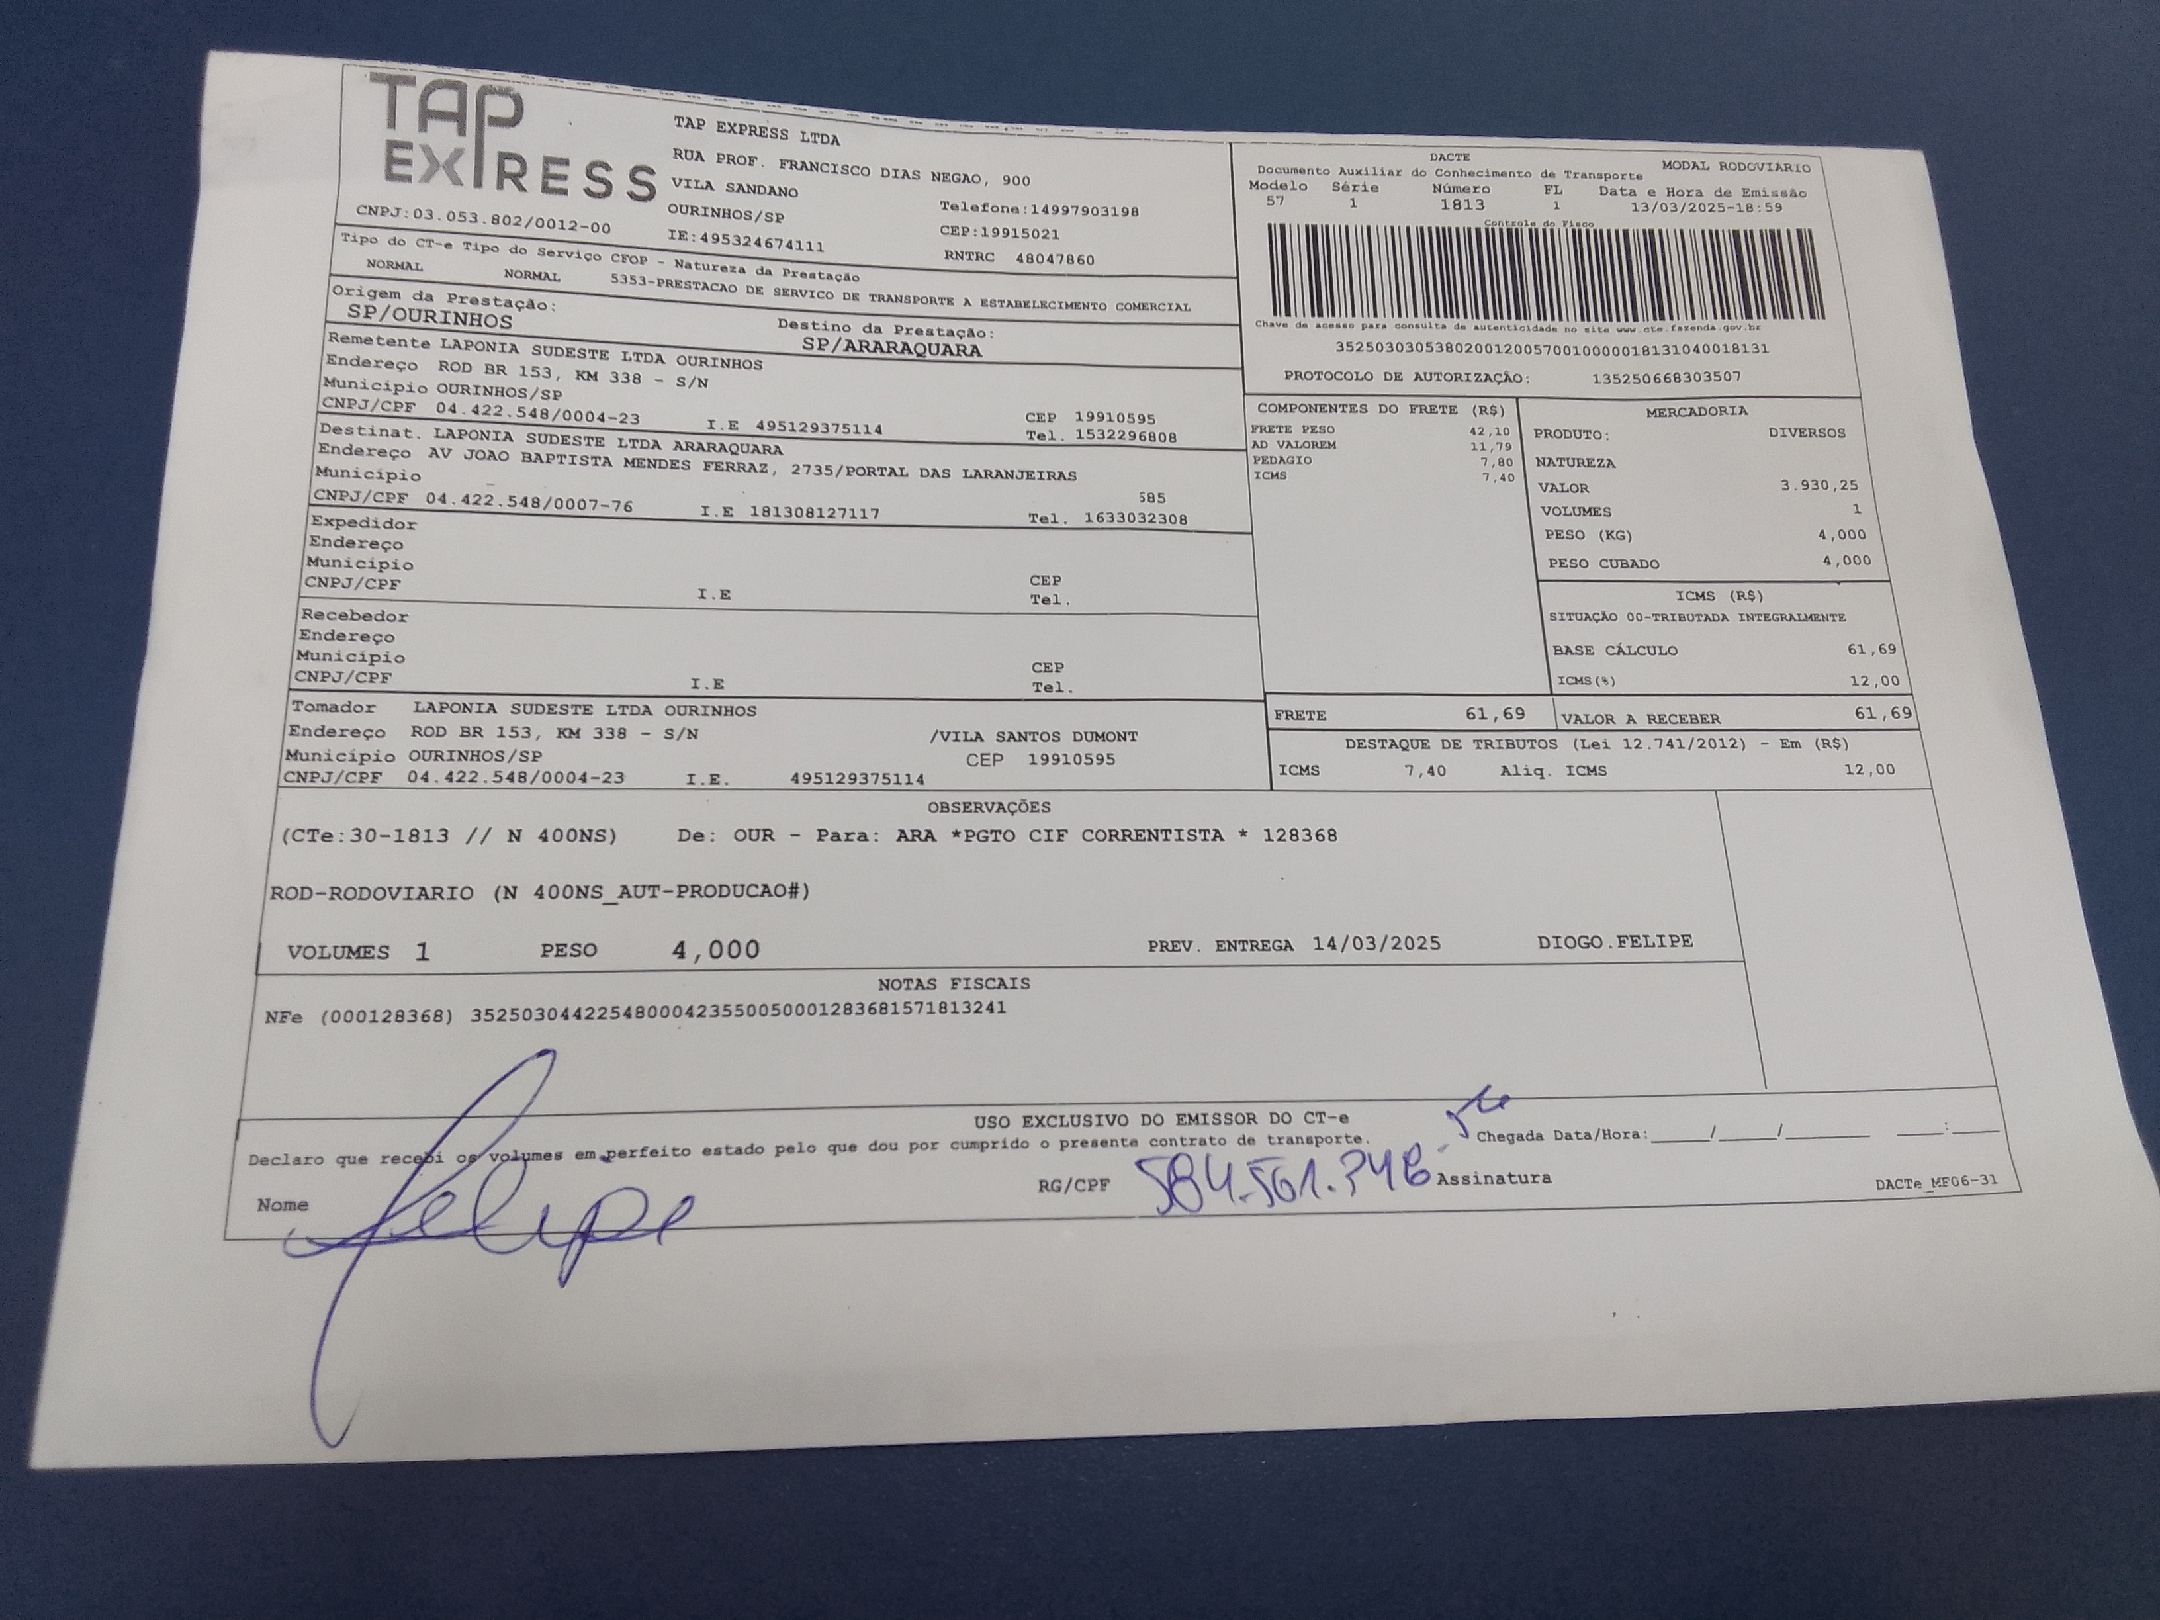 TAP
EXPRESS
CNPJ:03.053.802/0012-00
TAP EXPRESS LTDA
RUA PROF. FRANCISCO DIAS NEGAO, 900
VILA SANDANO
OURINHOS/SP
IE:495324674111
Telefone:14997903198
CEP:19915021
RNTRC 48047860
DACTE MODAL RODOVIARIO
Documento Auxiliar do Conhecimento de Transporte
Modelo Série Número FL Data e Hora de Emissão
57 1 1813 1 13/03/2025-18:59
Controle do Fisco
Chave de acesso para consulta de autenticidade no site www.cte.fazenda.gov.br
35250303053802001200570010000018131040018131
PROTOCOLO DE AUTORIZAÇÃO: 135250668303507
Tipo do CT-e Tipo do Serviço CFOP - Natureza da Prestação
NORMAL NORMAL 5353-PRESTACAO DE SERVICO DE TRANSPORTE A ESTABELECIMENTO COMERCIAL
Origem da Prestação: Destino da Prestação:
SP/OURINHOS SP/ARARAQUARA
Remetente LAPONIA SUDESTE LTDA OURINHOS
Endereço ROD BR 153, KM 338 - S/N
Município OURINHOS/SP CEP 19910595
CNPJ/CPF 04.422.548/0004-23 I.E 495129375114 Tel. 1532296808
Destinat. LAPONIA SUDESTE LTDA ARARAQUARA
Endereço AV JOAO BAPTISTA MENDES FERRAZ, 2735/PORTAL DAS LARANJEIRAS
Município 585
CNPJ/CPF 04.422.548/0007-76 I.E 181308127117 Tel. 1633032308
Expedidor
Endereço
Município CEP
CNPJ/CPF I.E Tel.
Recebedor
Endereço
Município CEP
CNPJ/CPF I.E Tel.
Tomador LAPONIA SUDESTE LTDA OURINHOS
Endereço ROD BR 153, KM 338 - S/N /VILA SANTOS DUMONT
Município OURINHOS/SP CEP 19910595
CNPJ/CPF 04.422.548/0004-23 I.E. 495129375114
COMPONENTES DO FRETE (R$)
FRETE PESO 42,10
AD VALOREM 11,79
PEDAGIO 7,80
ICMS 7,40
MERCADORIA
PRODUTO: DIVERSOS
NATUREZA
VALOR 3.930,25
VOLUMES 1
PESO (KG) 4,000
PESO CUBADO 4,000
ICMS (R$)
SITUAÇÃO 00-TRIBUTADA INTEGRALMENTE
BASE CÁLCULO 61,69
ICMS(%) 12,00
FRETE 61,69 VALOR A RECEBER 61,69
DESTAQUE DE TRIBUTOS (Lei 12.741/2012) - Em (R$)
ICMS 7,40 Aliq. ICMS 12,00
OBSERVAÇÕES
(CTe:30-1813 // N 400NS) De: OUR - Para: ARA *PGTO CIF CORRENTISTA * 128368
ROD-RODOVIARIO (N 400NS_AUT-PRODUCAO#)
VOLUMES 1 PESO 4,000 PREV. ENTREGA 14/03/2025 DIOGO.FELIPE
NOTAS FISCAIS
NFe (000128368) 35250304422548000423550050001283681571813241
USO EXCLUSIVO DO EMISSOR DO CT-e
Declaro que recebi os volumes em perfeito estado pelo que dou por cumprido o presente contrato de transporte. Chegada Data/Hora:____/____/______ ___:___
Nome Felipe RG/CPF Assinatura
DACTe_MF06-31